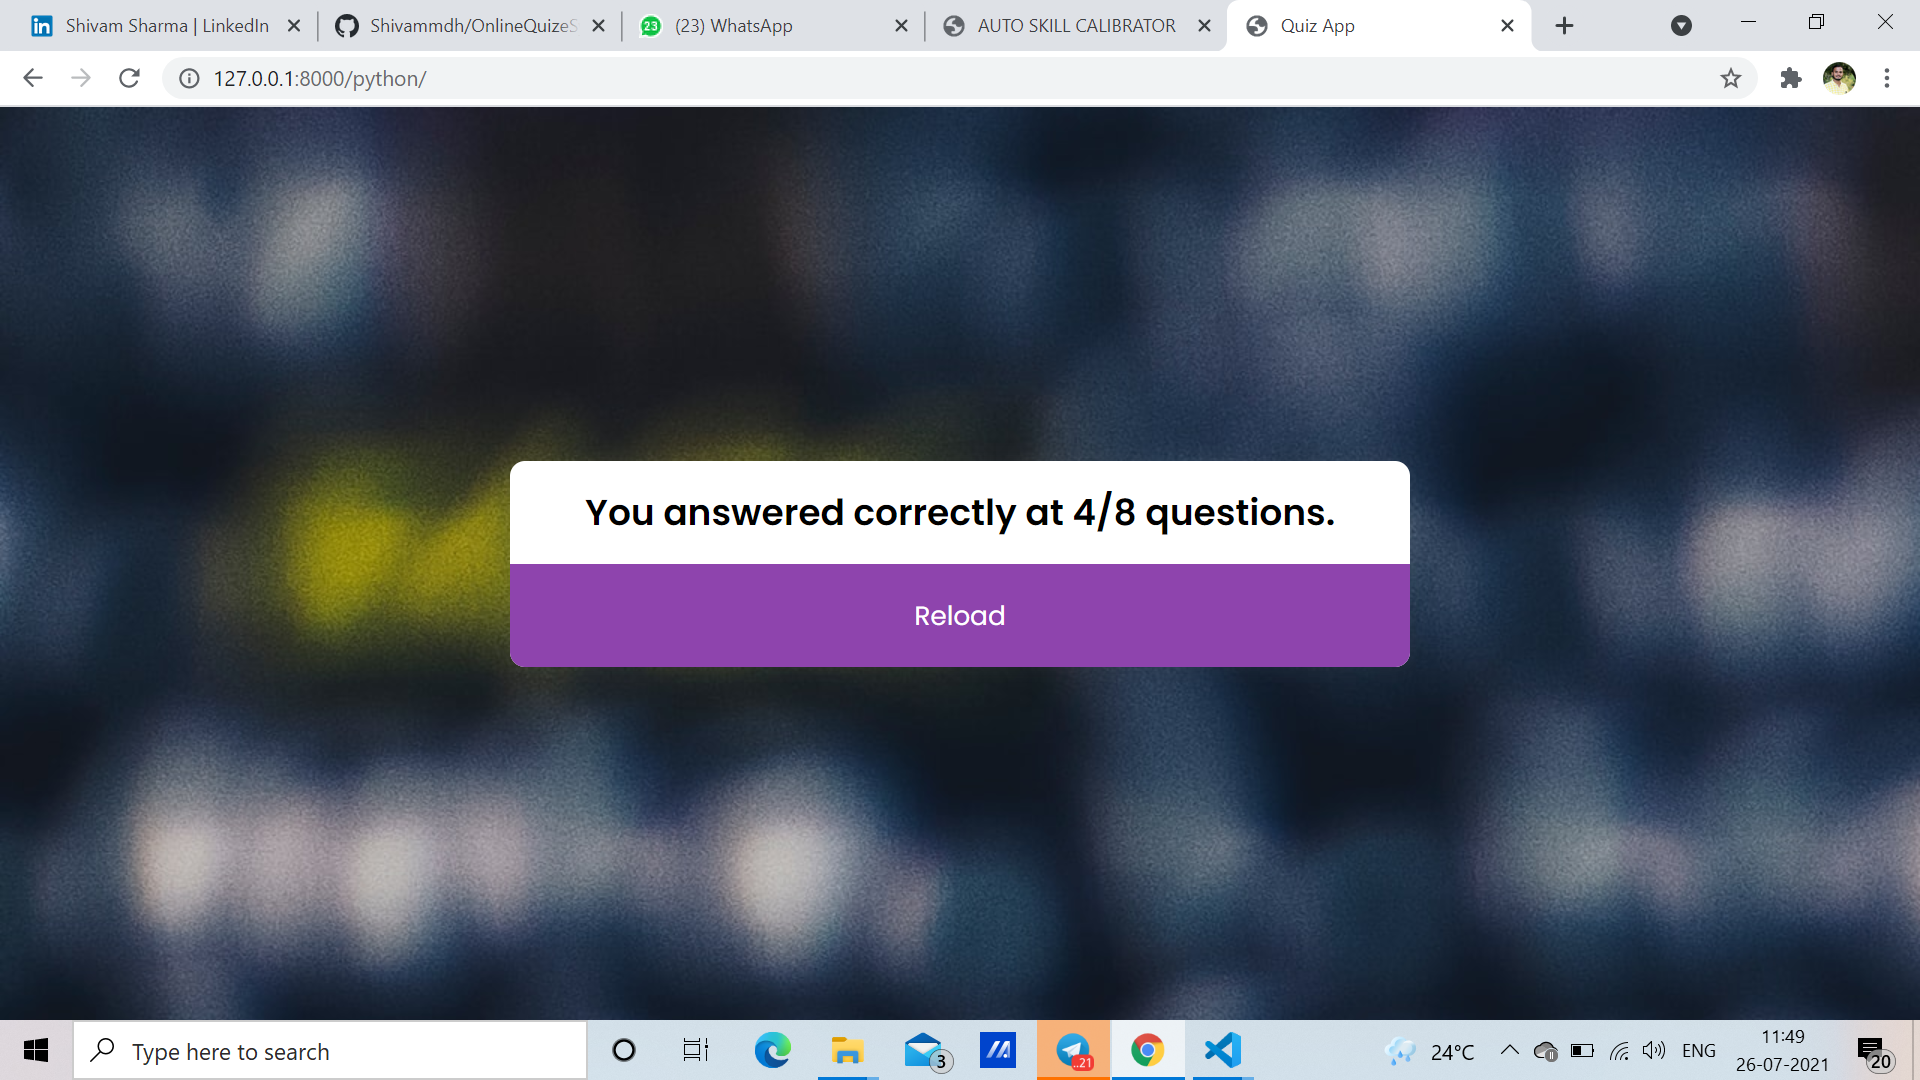 Shivam Sharma | LinkedIn
Shivammdh/OnlineQuizeS
23
(23) WhatsApp
AUTO SKILL CALIBRATOR
Quiz App
127.0.0.1:8000/python/
You answered correctly at 4/8 questions.
Reload
Type here to search
3
..21
24°C
ENG
11:49
26-07-2021
20